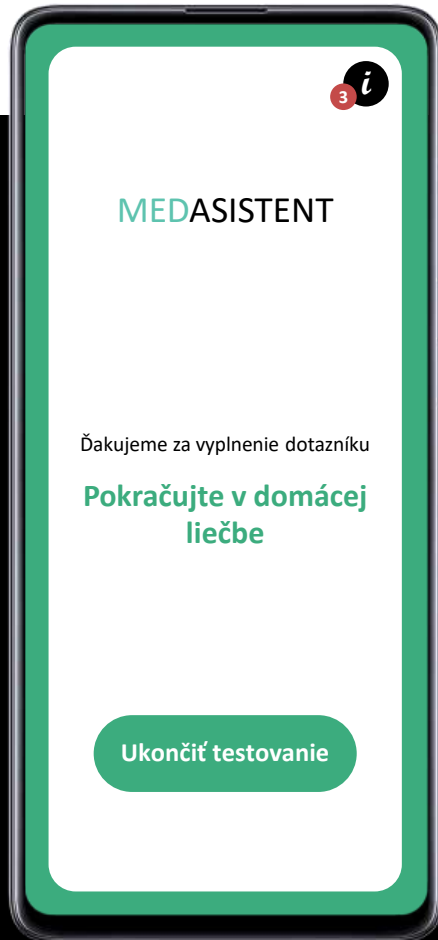 i
3
MEDASISTENT
Ďakujeme za vyplnenie dotazníku
Pokračujte v domácej
liečbe
Ukončiť testovanie